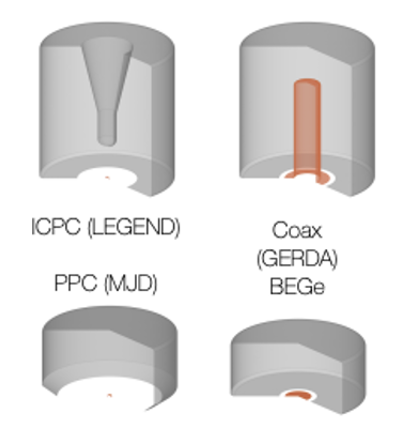 ICPC (LEGEND)
Coax
(GERDA)
PPC (MJD)
BEGe